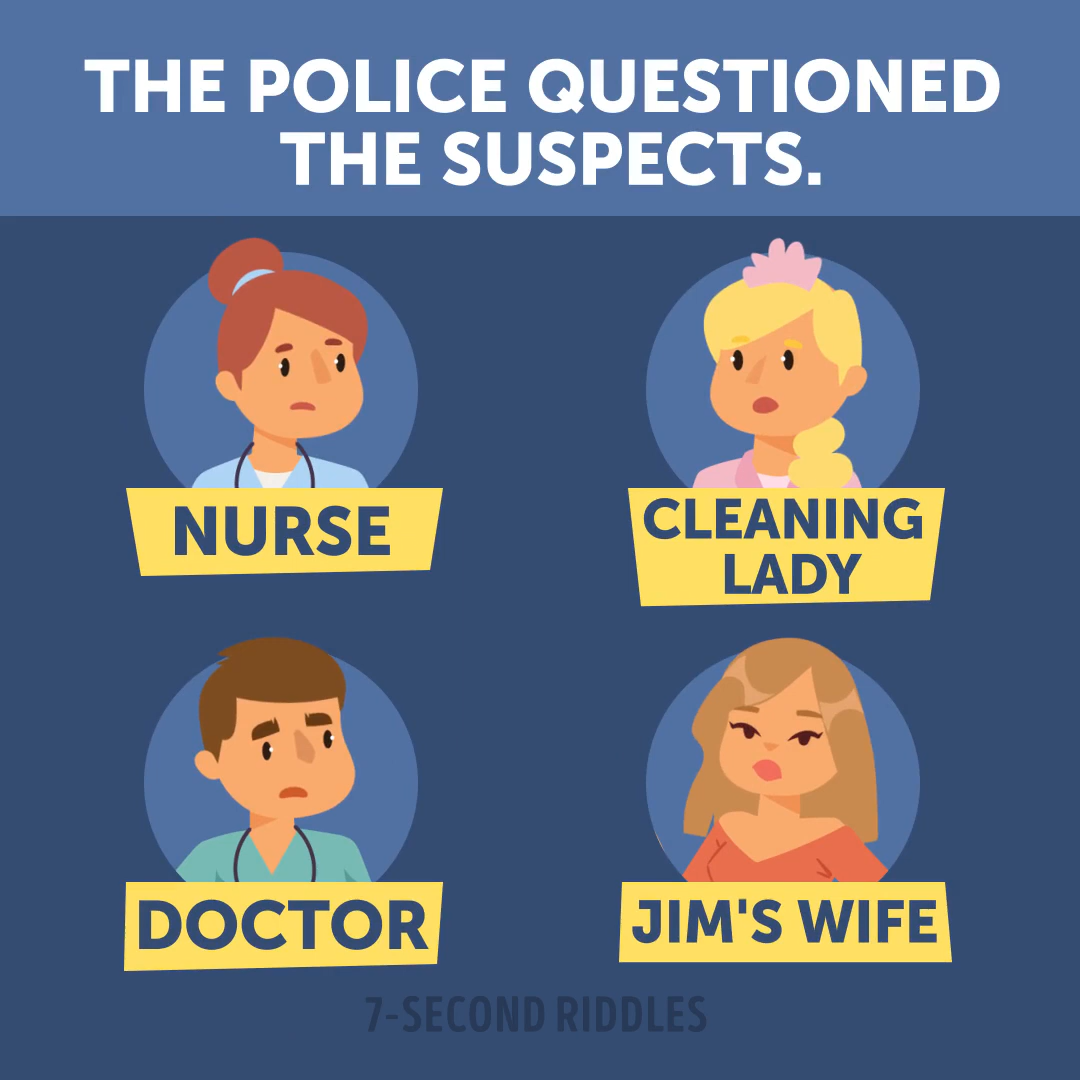 THE POLICE QUESTIONED
THE SUSPECTS.
NURSE
CLEANING
LADY
DOCTOR
JIM'S WIFE
7-SECOND RIDDLES